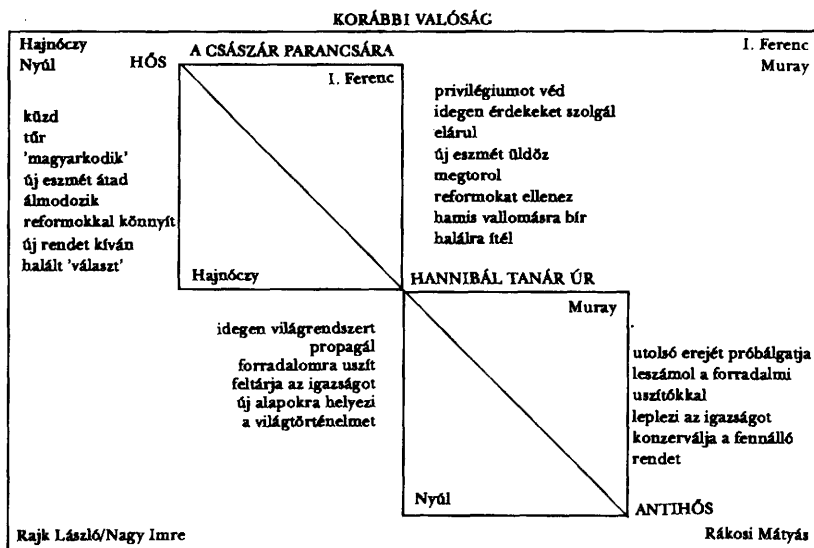 KORÁBBI VALÓSÁG
Hajnóczy
Nyúl
HŐS
A CSÁSZÁR PARANCSÁRA
I. Ferenc
I. Ferenc
Muray
küzd
tűr
'magyarkodik'
új eszmét átad
álmodozik
reformokkal könnyít
új rendet kíván
halált 'választ'
privilégiumot véd
idegen érdekeket szolgál
elárul
új eszmét üldöz
megtorol
reformokat ellenez
hamis vallomásra bír
halálra ítél
Hajnóczy
HANNIBÁL TANÁR ÚR
Muray
idegen világrendszert
propagál
forradalomra uszít
feltárja az igazságot
új alapokra helyezi
a világtörténelmet
utolsó erejét próbálgatja
leszámol a forradalmi
uszítókkal
leplezi az igazságot
konzerválja a fennálló
rendet
Nyúl
ANTIHŐS
Rajk László/Nagy Imre
Rákosi Mátyás